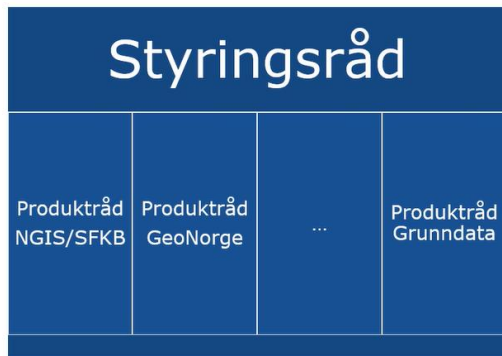 Styringsråd
Produktråd
NGIS/SFKB
Produktråd
GeoNorge
...
Produktråd
Grunndata